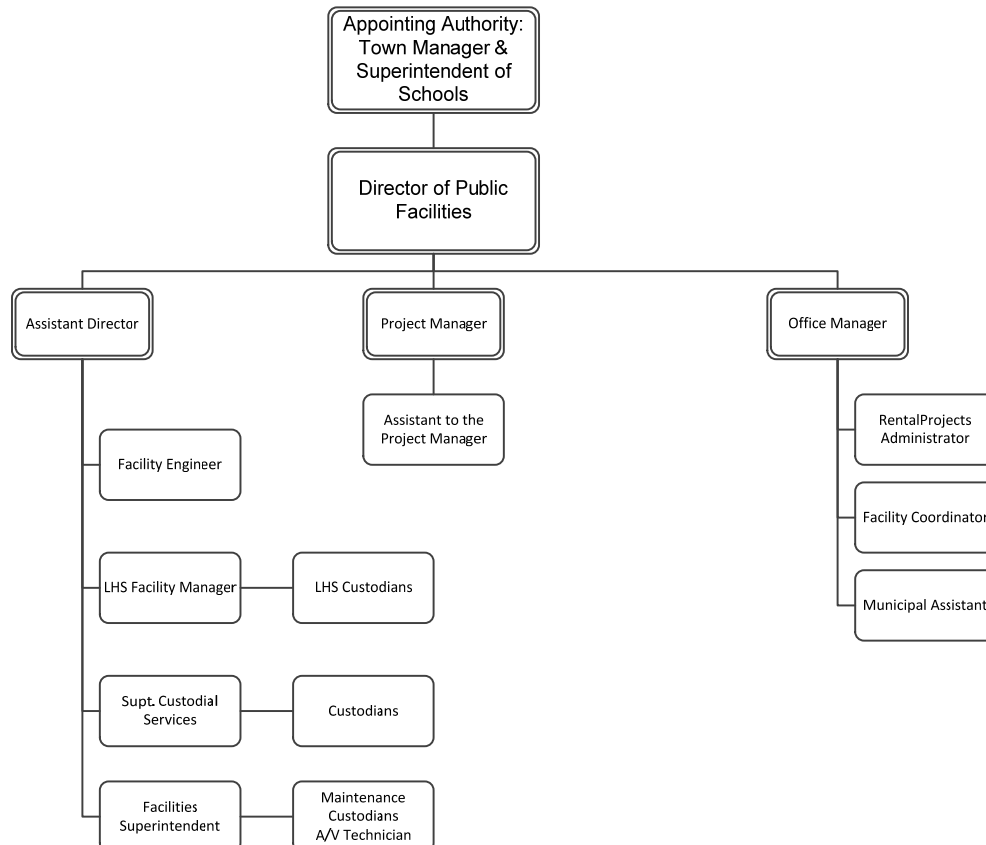 Appointing Authority:
Town Manager &
Superintendent of
Schools
Director of Public
Facilities
Assistant Director
Project Manager
Office Manager
Assistant to the
Project Manager
RentalProjects
Administrator
Facility Engineer
Facility Coordinator
LHS Facility Manager
LHS Custodians
Municipal Assistant
Supt. Custodial
Services
Custodians
Facilities
Superintendent
Maintenance
Custodians
A/V Technician